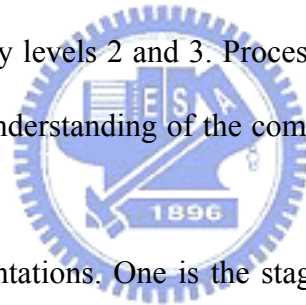 y levels 2 and 3. Proces
E S A
nderstanding of the com
1896
ntations. One is the stag